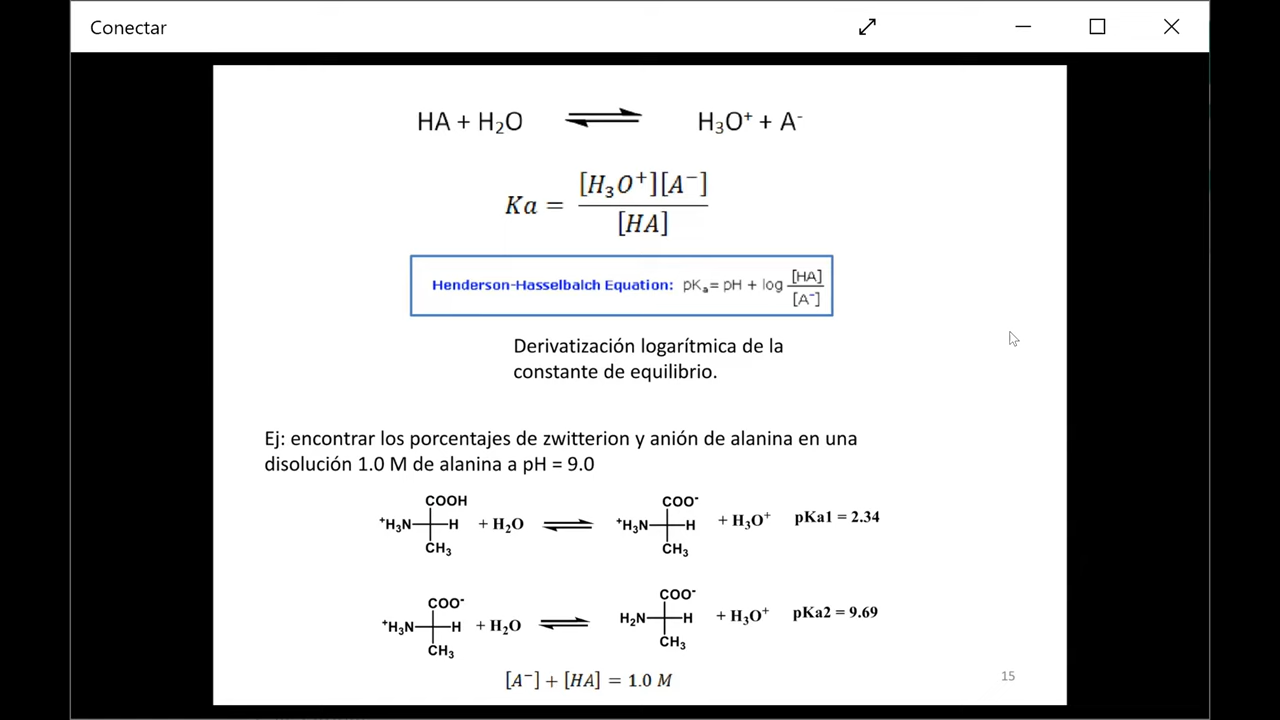 Conectar
HA + H₂O ⇌ H₃O⁺ + A⁻
Ka = [H₃O⁺][A⁻] / [HA]
Henderson-Hasselbalch Equation: pKₐ= pH + log [HA] / [A⁻]
Derivatización logarítmica de la
constante de equilibrio.
Ej: encontrar los porcentajes de zwitterion y anión de alanina en una
disolución 1.0 M de alanina a pH = 9.0
COOH COO⁻
⁺H₃N H + H₂O ⇌ ⁺H₃N H + H₃O⁺ pKa1 = 2.34
CH₃ CH₃
COO⁻ COO⁻
⁺H₃N H + H₂O ⇌ H₂N H + H₃O⁺ pKa2 = 9.69
CH₃ CH₃
[A⁻] + [HA] = 1.0 M
15